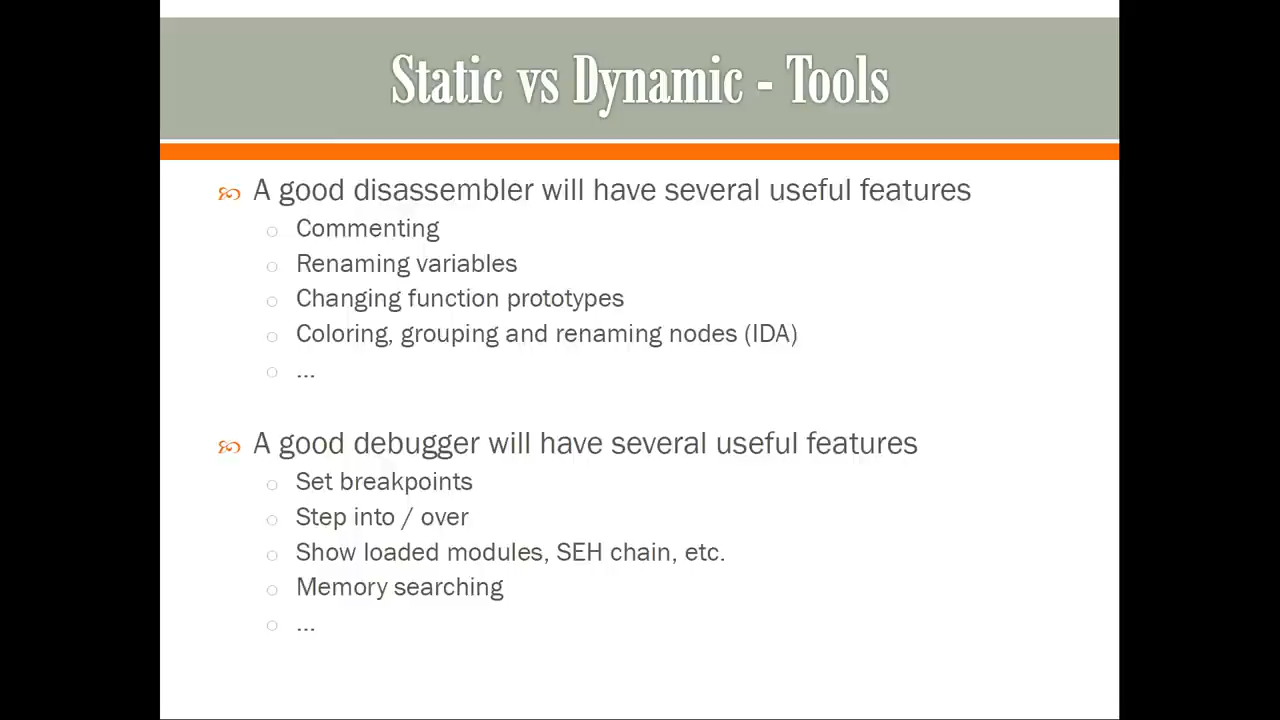 Static vs Dynamic - Tools
A good disassembler will have several useful features
Commenting
Renaming variables
Changing function prototypes
Coloring, grouping and renaming nodes (IDA)
...
A good debugger will have several useful features
Set breakpoints
Step into / over
Show loaded modules, SEH chain, etc.
Memory searching
...